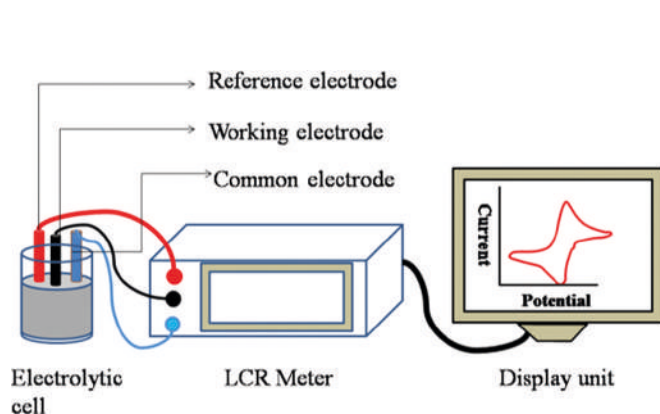 Reference electrode
Working electrode
Common electrode
Current
Potential
Electrolytic
cell
LCR Meter
Display unit